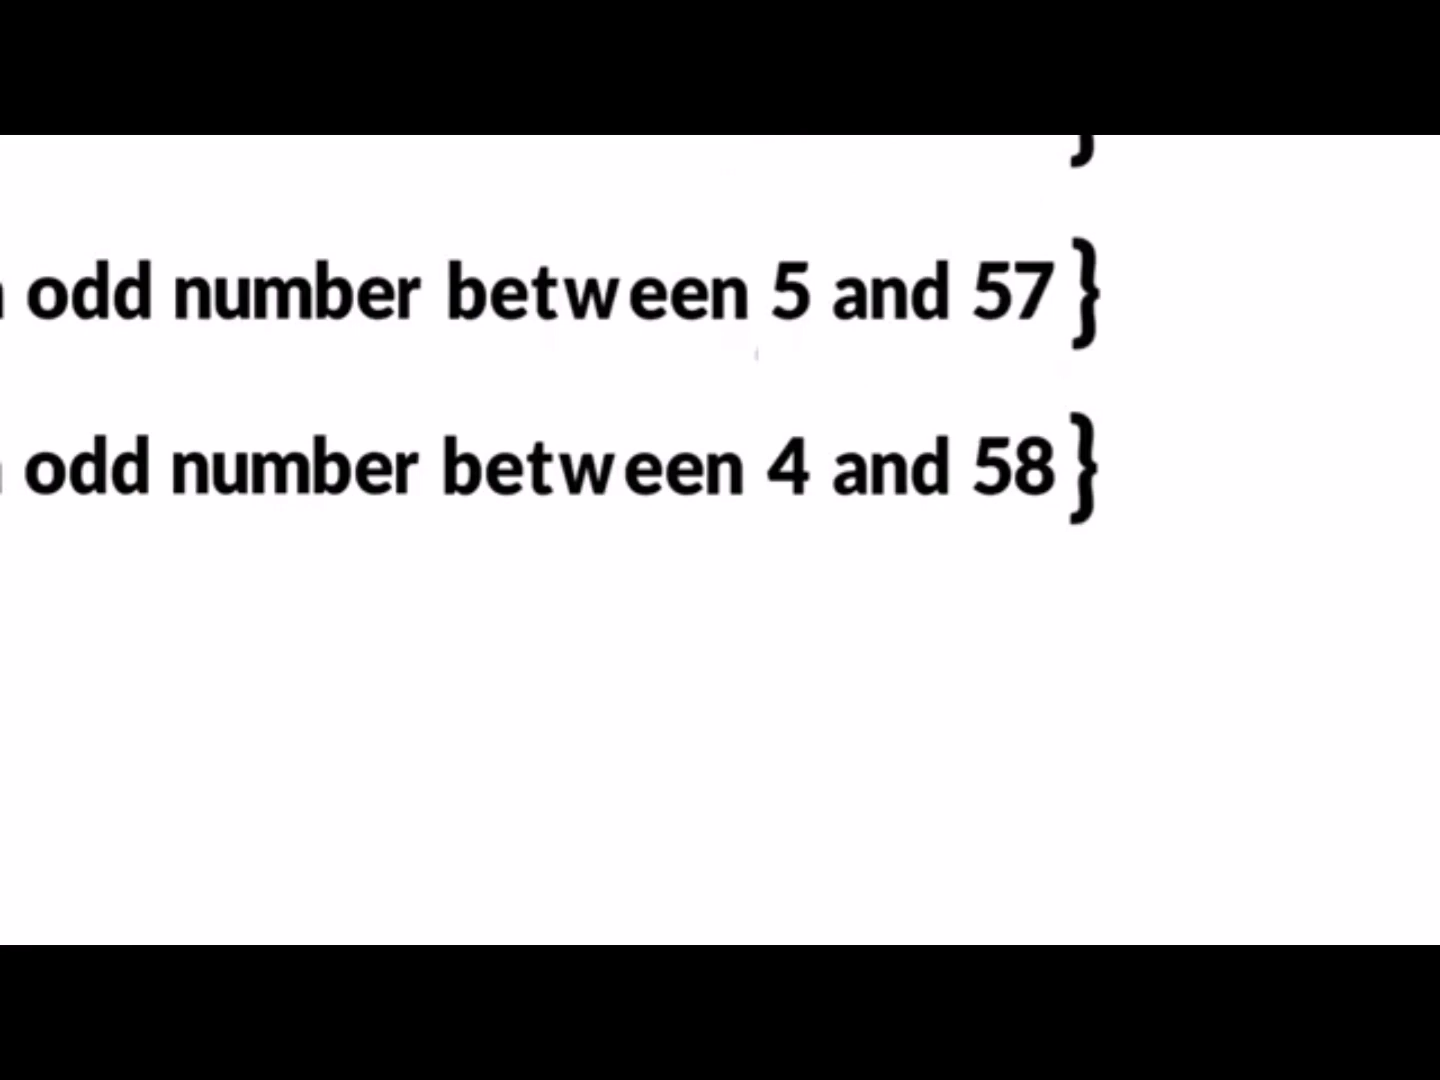 }
odd number between 5 and 57 }
odd number between 4 and 58 }